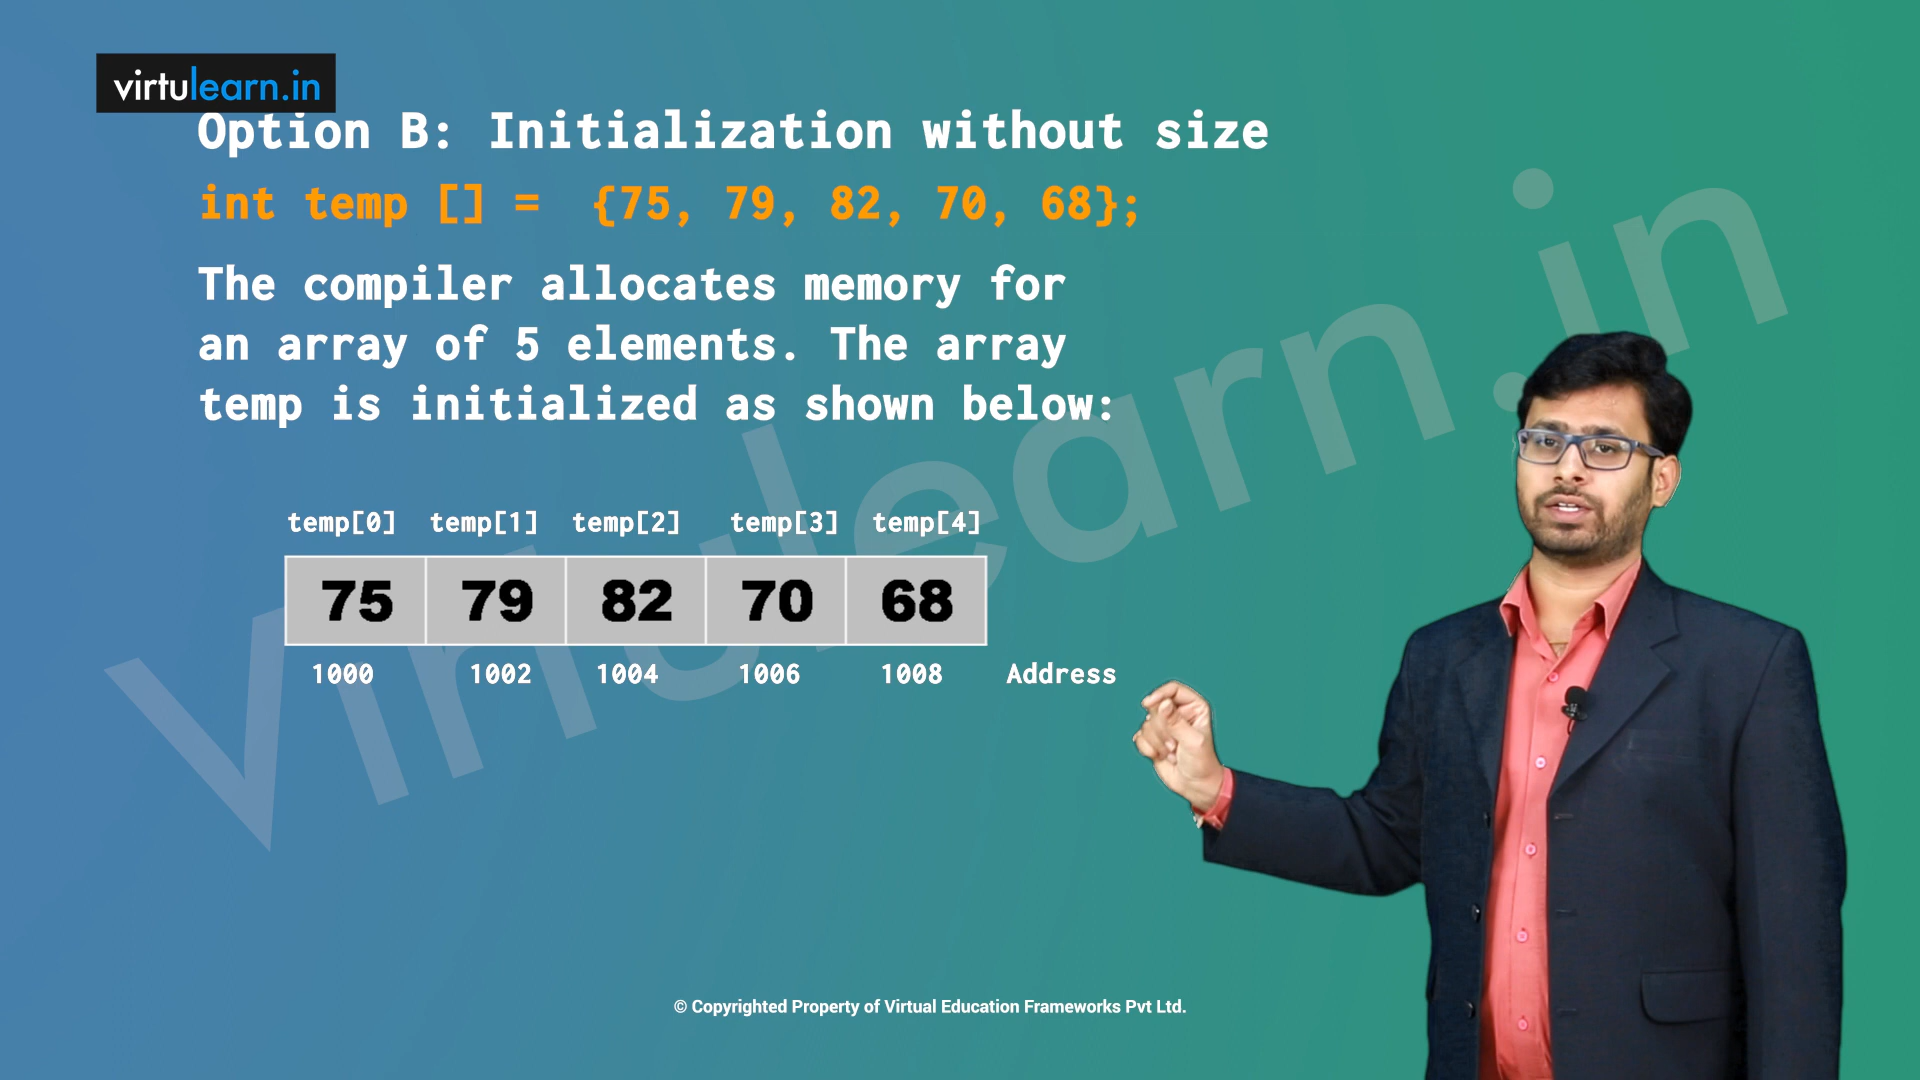 virtulearn.in
Option B: Initialization without size
int temp [] = {75, 79, 82, 70, 68};
The compiler allocates memory for
an array of 5 elements. The array
temp is initialized as shown below:
temp[0] temp[1] temp[2] temp[3] temp[4]
75 79 82 70 68
1000 1002 1004 1006 1008 Address
virtulearn.in
© Copyrighted Property of Virtual Education Frameworks Pvt Ltd.